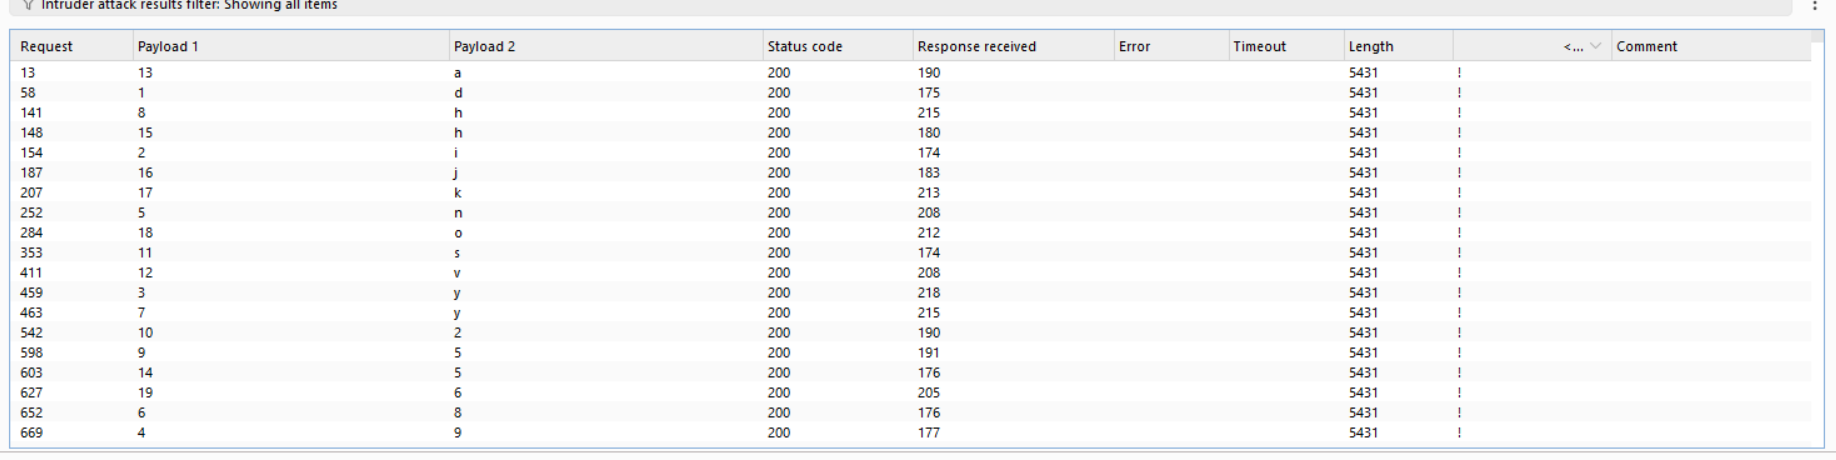 Intruder attack results filter: Showing all items
Request Payload 1 Payload 2 Status code Response received Error Timeout Length <... Comment
13 13 a 200 190 5431 !
58 1 d 200 175 5431 !
141 8 h 200 215 5431 !
148 15 h 200 180 5431 !
154 2 i 200 174 5431 !
187 16 j 200 183 5431 !
207 17 k 200 213 5431 !
252 5 n 200 208 5431 !
284 18 o 200 212 5431 !
353 11 s 200 174 5431 !
411 12 v 200 208 5431 !
459 3 y 200 218 5431 !
463 7 y 200 215 5431 !
542 10 2 200 190 5431 !
598 9 5 200 191 5431 !
603 14 5 200 176 5431 !
627 19 6 200 205 5431 !
652 6 8 200 176 5431 !
669 4 9 200 177 5431 !